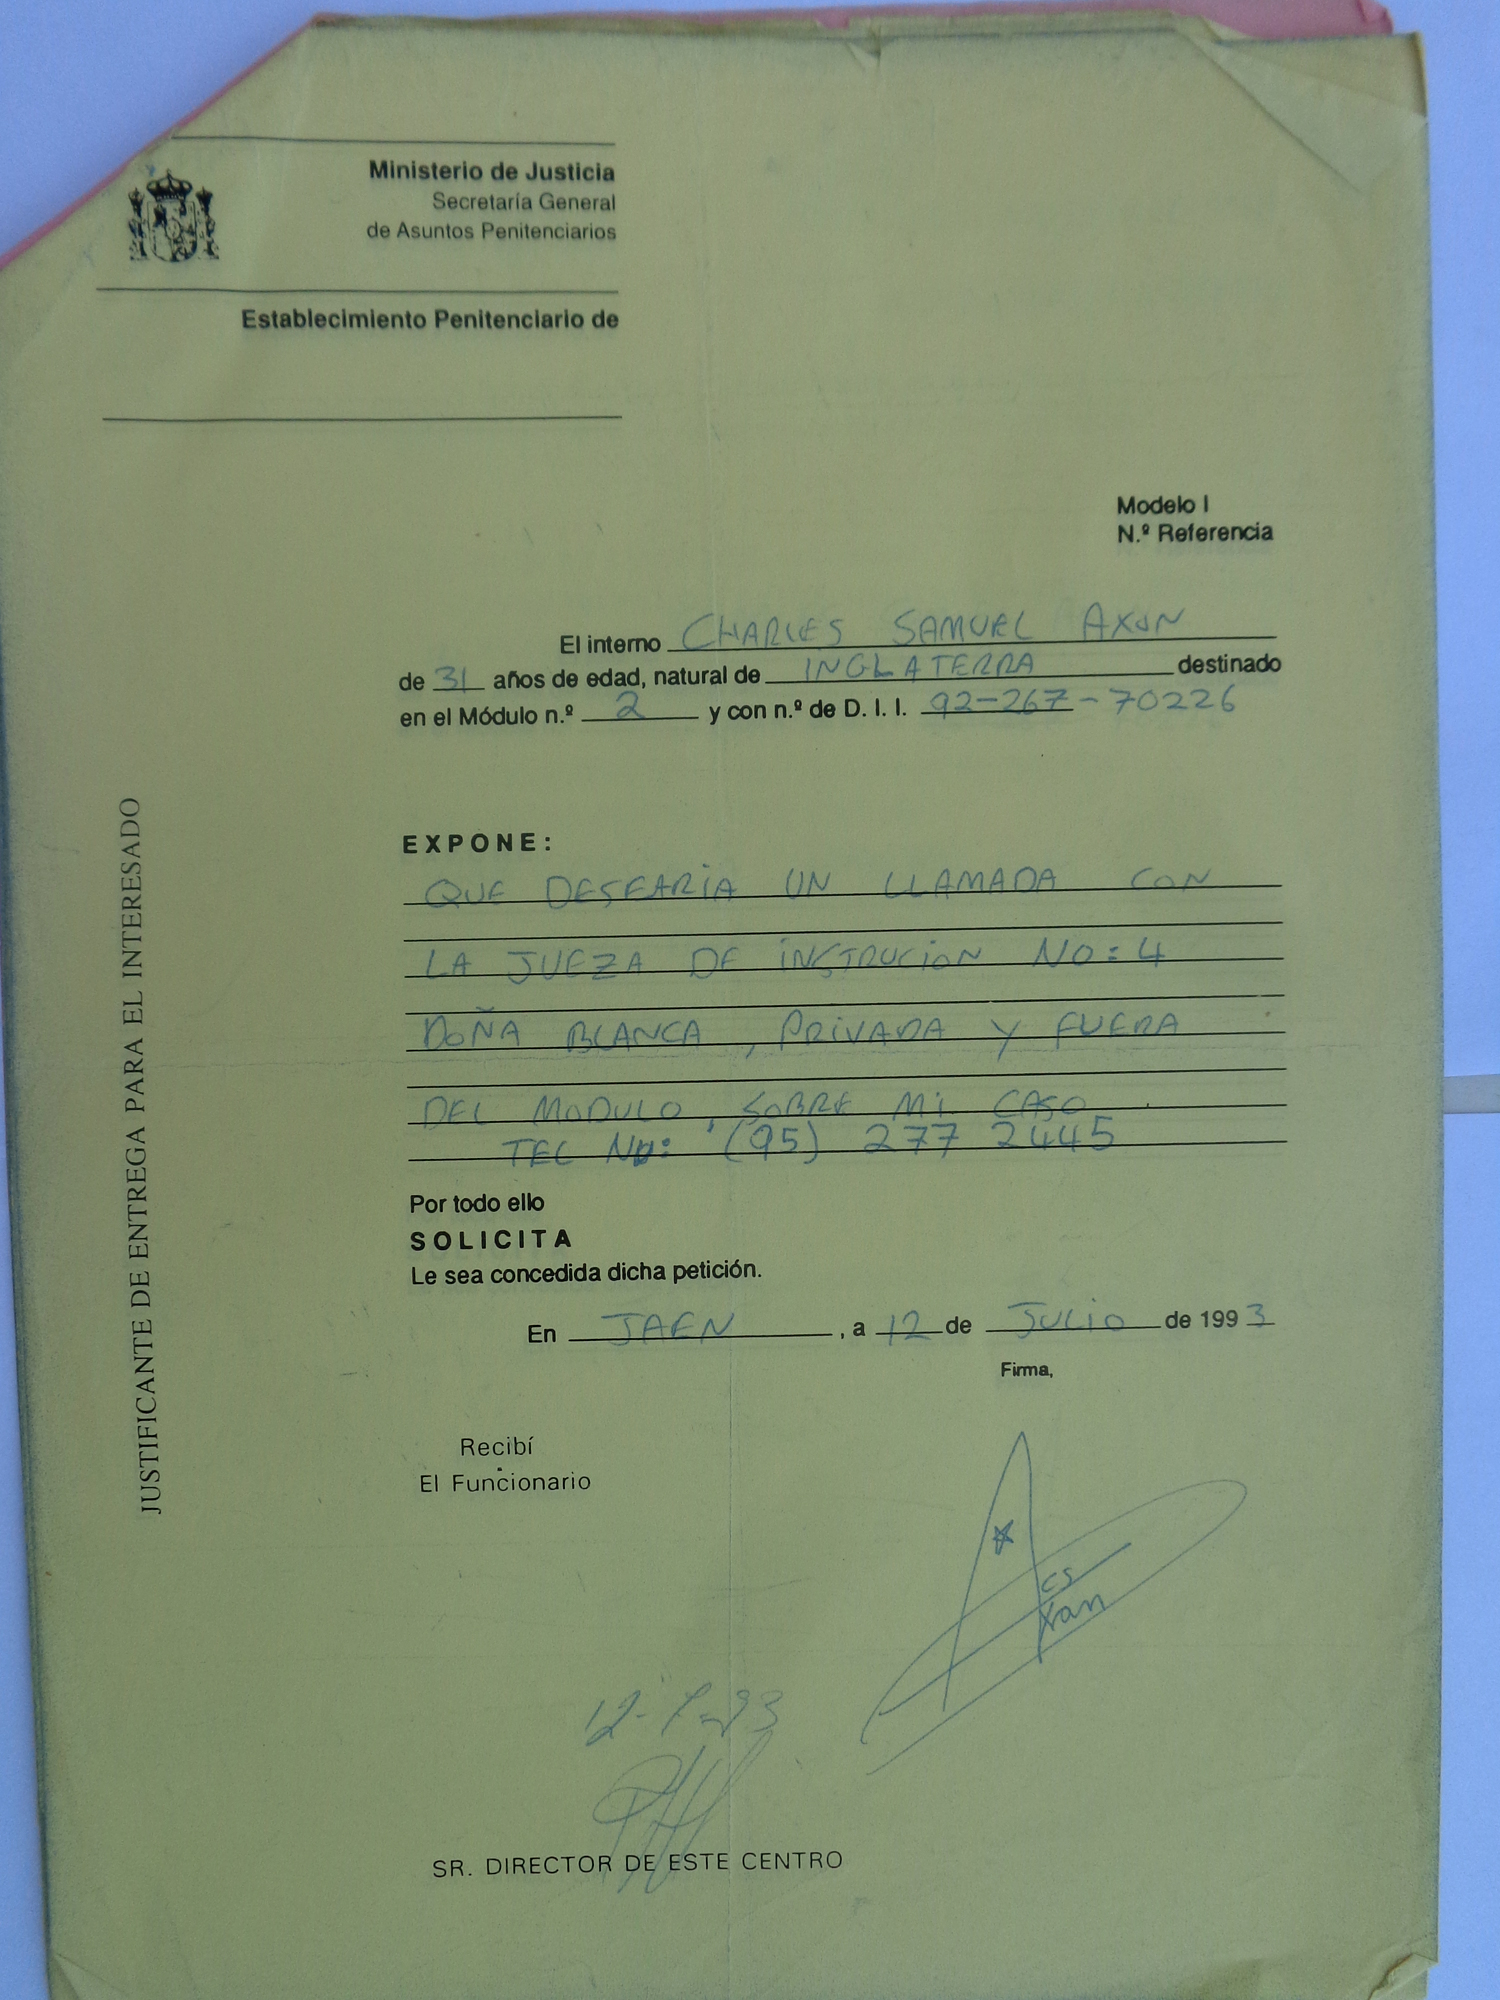 Ministerio de Justicia
Secretaría General
de Asuntos Penitenciarios
Establecimiento Penitenciario de
Modelo I
N.º Referencia
El interno CHARLES SAMUEL AXON
de 31 años de edad, natural de INGLATERRA destinado
en el Módulo n.º 2 y con n.º de D. I. I. 92-267-70226
EXPONE:
QUE DESEARIA UN LLAMADA CON
LA JUEZA DE INSTRUCION NO: 4
DOÑA BLANCA, PRIVADA Y FUERA
DEL MODULO, SOBRE MI CASO
TEL NO: (95) 277 2445
Por todo ello
SOLICITA
Le sea concedida dicha petición.
En JAEN, a 12 de JULIO de 1993
Firma,
Recibí
El Funcionario
CS
Xan
12-7-93
SR. DIRECTOR DE ESTE CENTRO
JUSTIFICANTE DE ENTREGA PARA EL INTERESADO